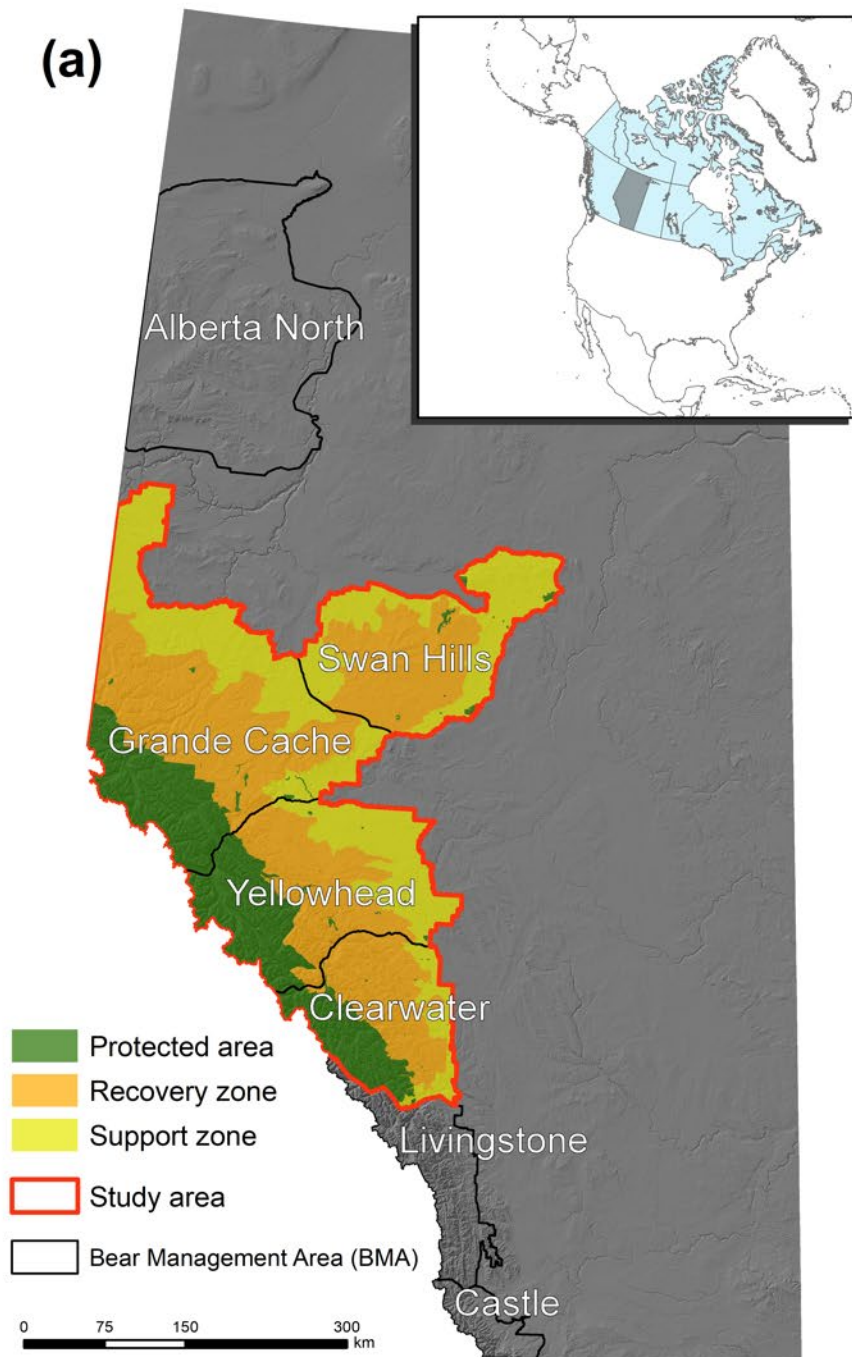 (a)
Alberta North
Swan Hills
Grande Cache
Yellowhead
Clearwater
Livingstone
Castle
Protected area
Recovery zone
Support zone
Study area
Bear Management Area (BMA)
0 75 150 300
km